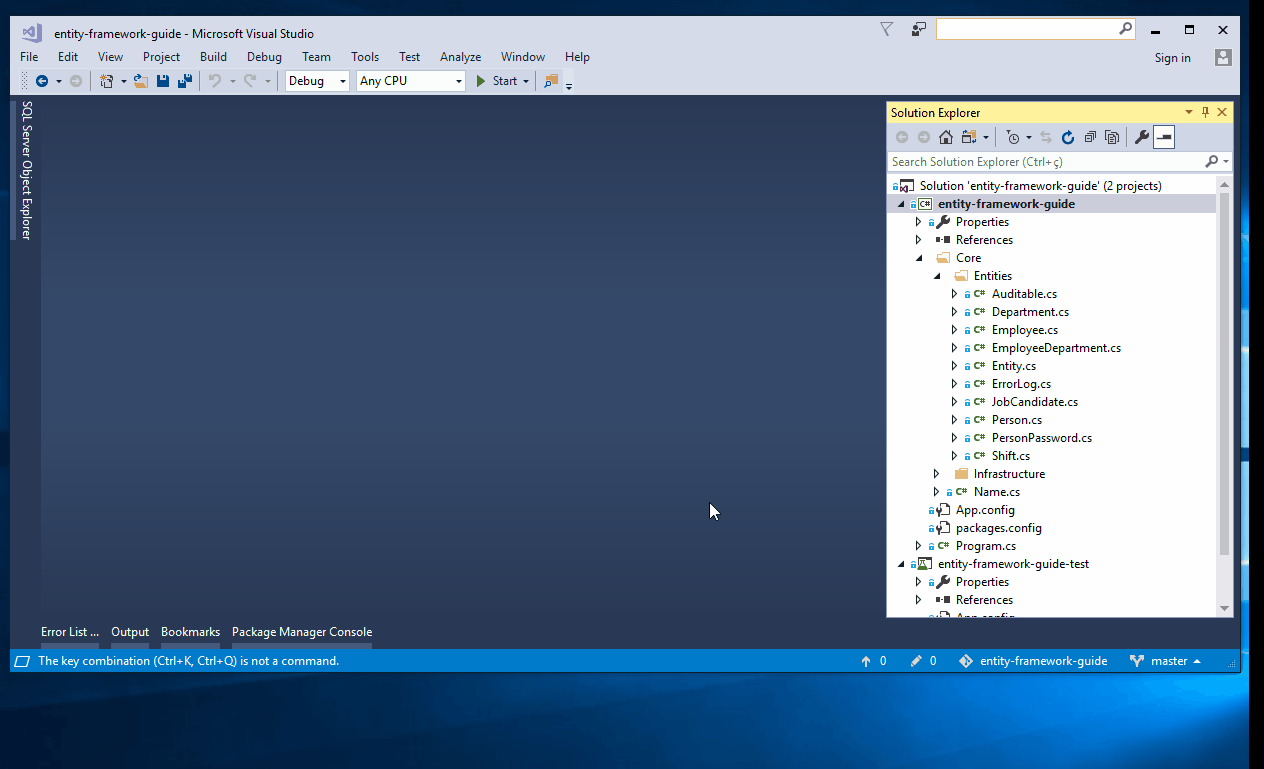 entity-framework-guide - Microsoft Visual Studio
File Edit View Project Build Debug Team Tools Test Analyze Window Help
Sign in
Debug Any CPU Start
SQL Server Object Explorer
Solution Explorer
Search Solution Explorer (Ctrl+ç)
Solution 'entity-framework-guide' (2 projects)
C# entity-framework-guide
Properties
References
Core
Entities
C# Auditable.cs
C# Department.cs
C# Employee.cs
C# EmployeeDepartment.cs
C# Entity.cs
C# ErrorLog.cs
C# JobCandidate.cs
C# Person.cs
C# PersonPassword.cs
C# Shift.cs
Infrastructure
C# Name.cs
App.config
packages.config
C# Program.cs
entity-framework-guide-test
Properties
References
App.config
Error List ... Output Bookmarks Package Manager Console
The key combination (Ctrl+K, Ctrl+Q) is not a command. 0 0 entity-framework-guide master